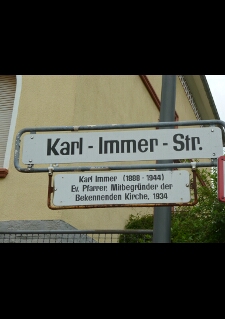 Karl - Immer - Str.
Karl Immer (1888 - 1944)
Ev. Pfarrer, Mitbegründer der
Bekennenden Kirche, 1934